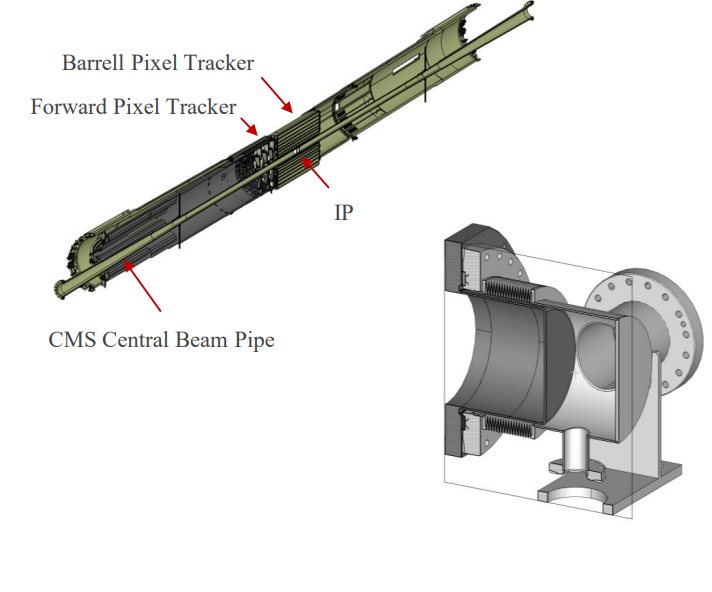 Barrell Pixel Tracker
Forward Pixel Tracker
IP
CMS Central Beam Pipe